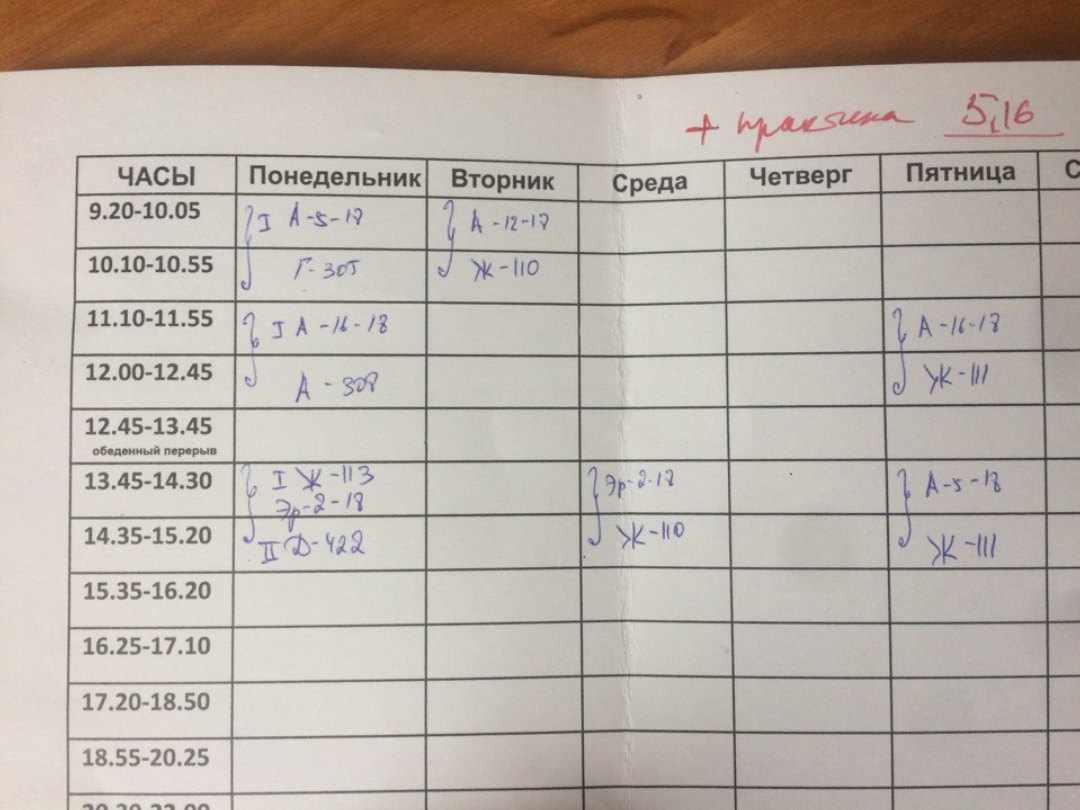 + практика 5,16
ЧАСЫ Понедельник Вторник Среда Четверг Пятница С
9.20-10.05 I А-5-18 А-12-17
10.10-10.55 Г-305 Ж-110
11.10-11.55 I А-16-18 А-16-18
12.00-12.45 А-308 Ж-111
12.45-13.45
обеденный перерыв
13.45-14.30 I Ж-113 Эр-2-18 А-5-18
Эр-2-18
14.35-15.20 II Д-422 Ж-110 Ж-111
15.35-16.20
16.25-17.10
17.20-18.50
18.55-20.25